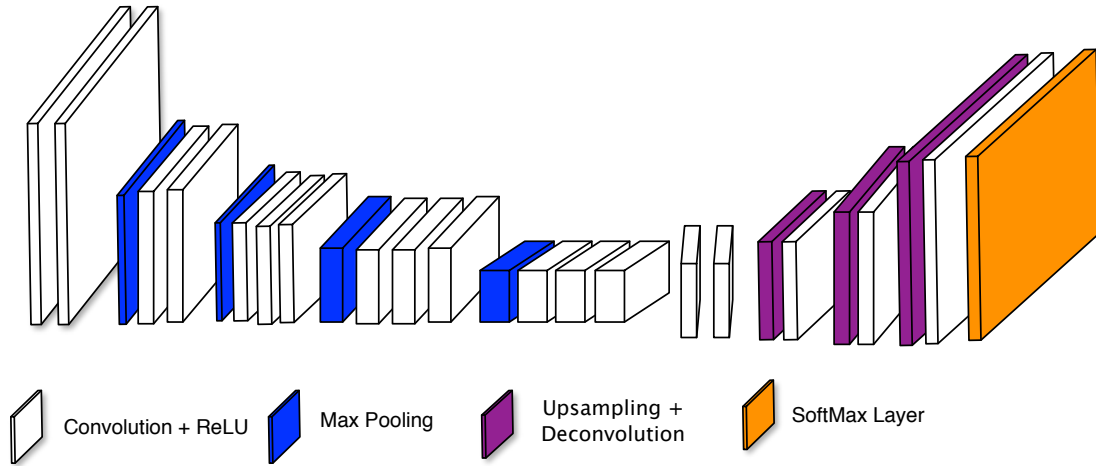 Convolution + ReLU
Max Pooling
Upsampling +
Deconvolution
SoftMax Layer